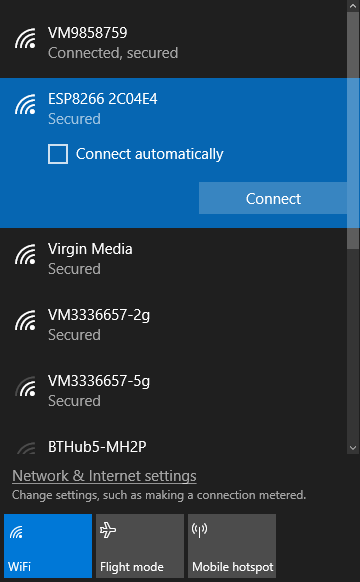 VM9858759
Connected, secured
ESP8266 2C04E4
Secured
Connect automatically
Connect
Virgin Media
Secured
VM3336657-2g
Secured
VM3336657-5g
Secured
BTHub5-MH2P
Network & Internet settings
Change settings, such as making a connection metered.
WiFi
Flight mode
Mobile hotspot